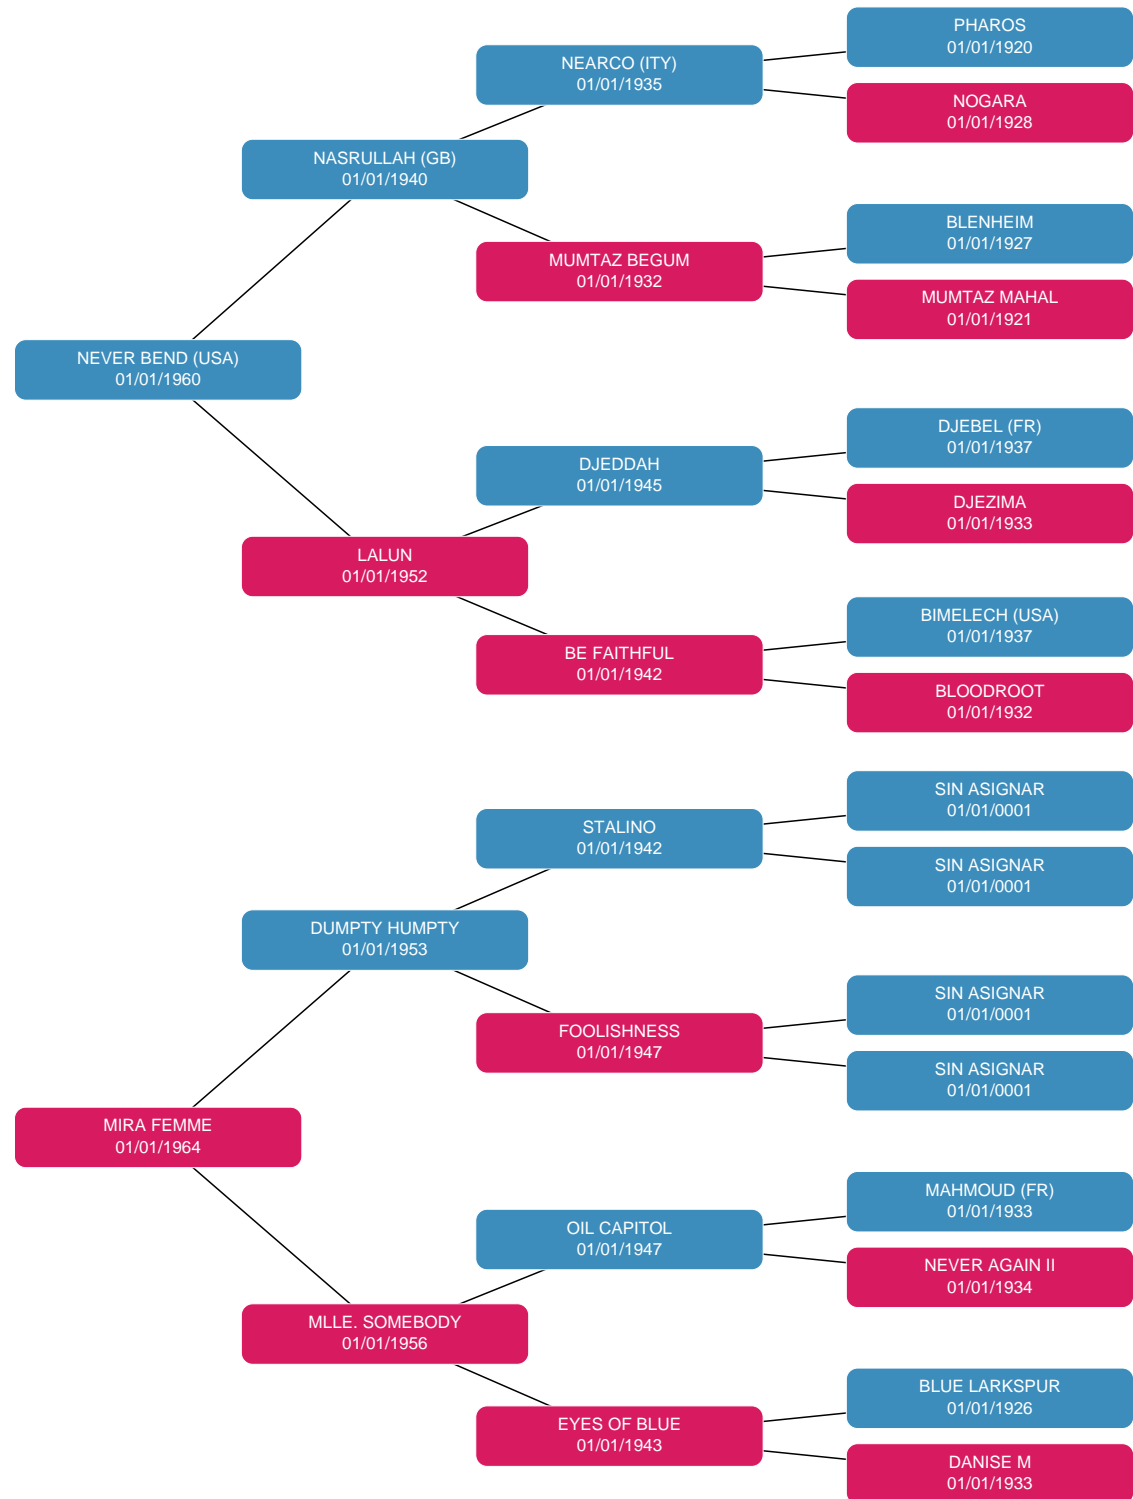 PHAROS
01/01/1920
NEARCO (ITY)
01/01/1935
NOGARA
01/01/1928
NASRULLAH (GB)
01/01/1940
BLENHEIM
01/01/1927
MUMTAZ BEGUM
01/01/1932
MUMTAZ MAHAL
01/01/1921
NEVER BEND (USA)
01/01/1960
DJEBEL (FR)
01/01/1937
DJEDDAH
01/01/1945
DJEZIMA
01/01/1933
LALUN
01/01/1952
BIMELECH (USA)
01/01/1937
BE FAITHFUL
01/01/1942
BLOODROOT
01/01/1932
SIN ASIGNAR
01/01/0001
STALINO
01/01/1942
SIN ASIGNAR
01/01/0001
DUMPTY HUMPTY
01/01/1953
SIN ASIGNAR
01/01/0001
FOOLISHNESS
01/01/1947
SIN ASIGNAR
01/01/0001
MIRA FEMME
01/01/1964
MAHMOUD (FR)
01/01/1933
OIL CAPITOL
01/01/1947
NEVER AGAIN II
01/01/1934
MLLE. SOMEBODY
01/01/1956
BLUE LARKSPUR
01/01/1926
EYES OF BLUE
01/01/1943
DANISE M
01/01/1933